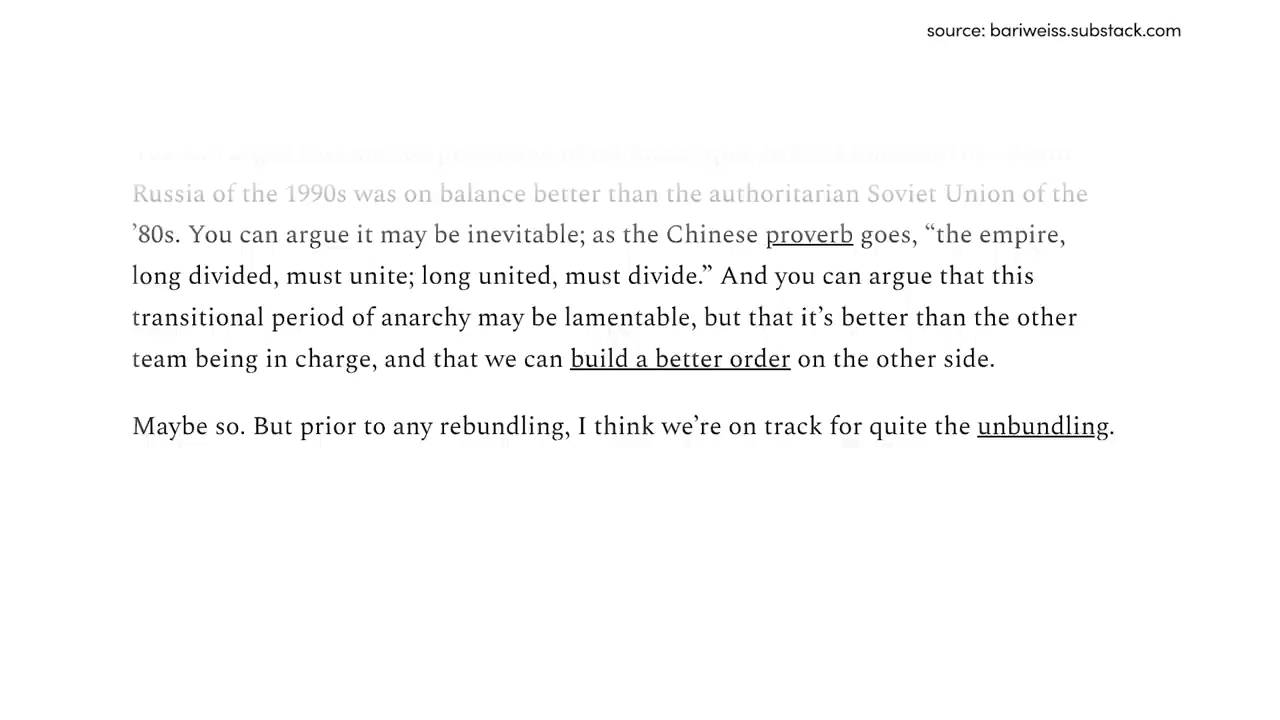 source: bariweiss.substack.com
Russia of the 1990s was on balance better than the authoritarian Soviet Union of the
’80s. You can argue it may be inevitable; as the Chinese proverb goes, “the empire,
long divided, must unite; long united, must divide.” And you can argue that this
transitional period of anarchy may be lamentable, but that it’s better than the other
team being in charge, and that we can build a better order on the other side.
Maybe so. But prior to any rebundling, I think we’re on track for quite the unbundling.